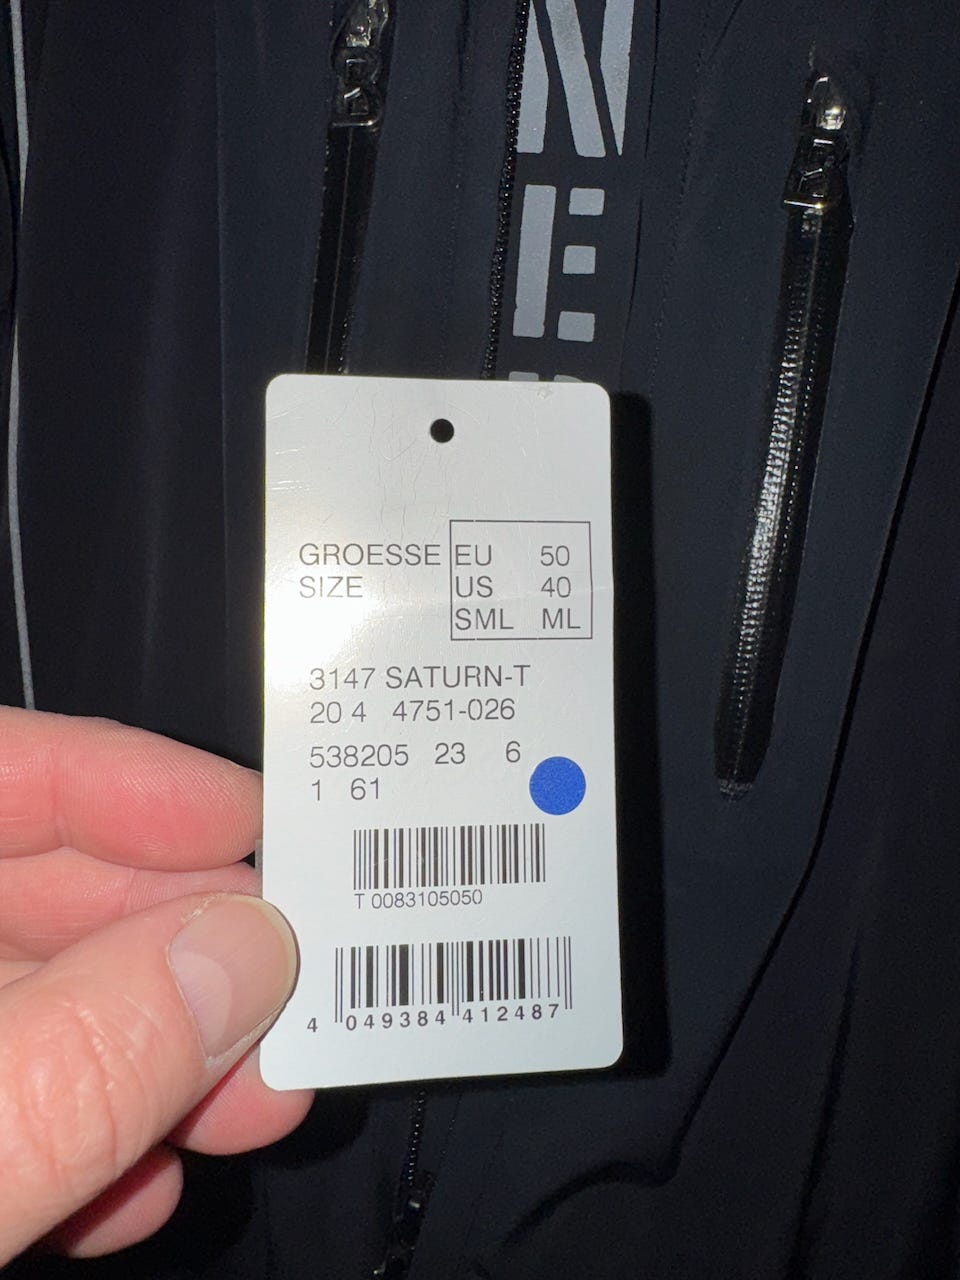 N
E
GROESSE EU 50
SIZE US 40
SML ML
3147 SATURN-T
20 4 4751-026
538205 23 6
1 61
T 0083105050
4 049384 412487